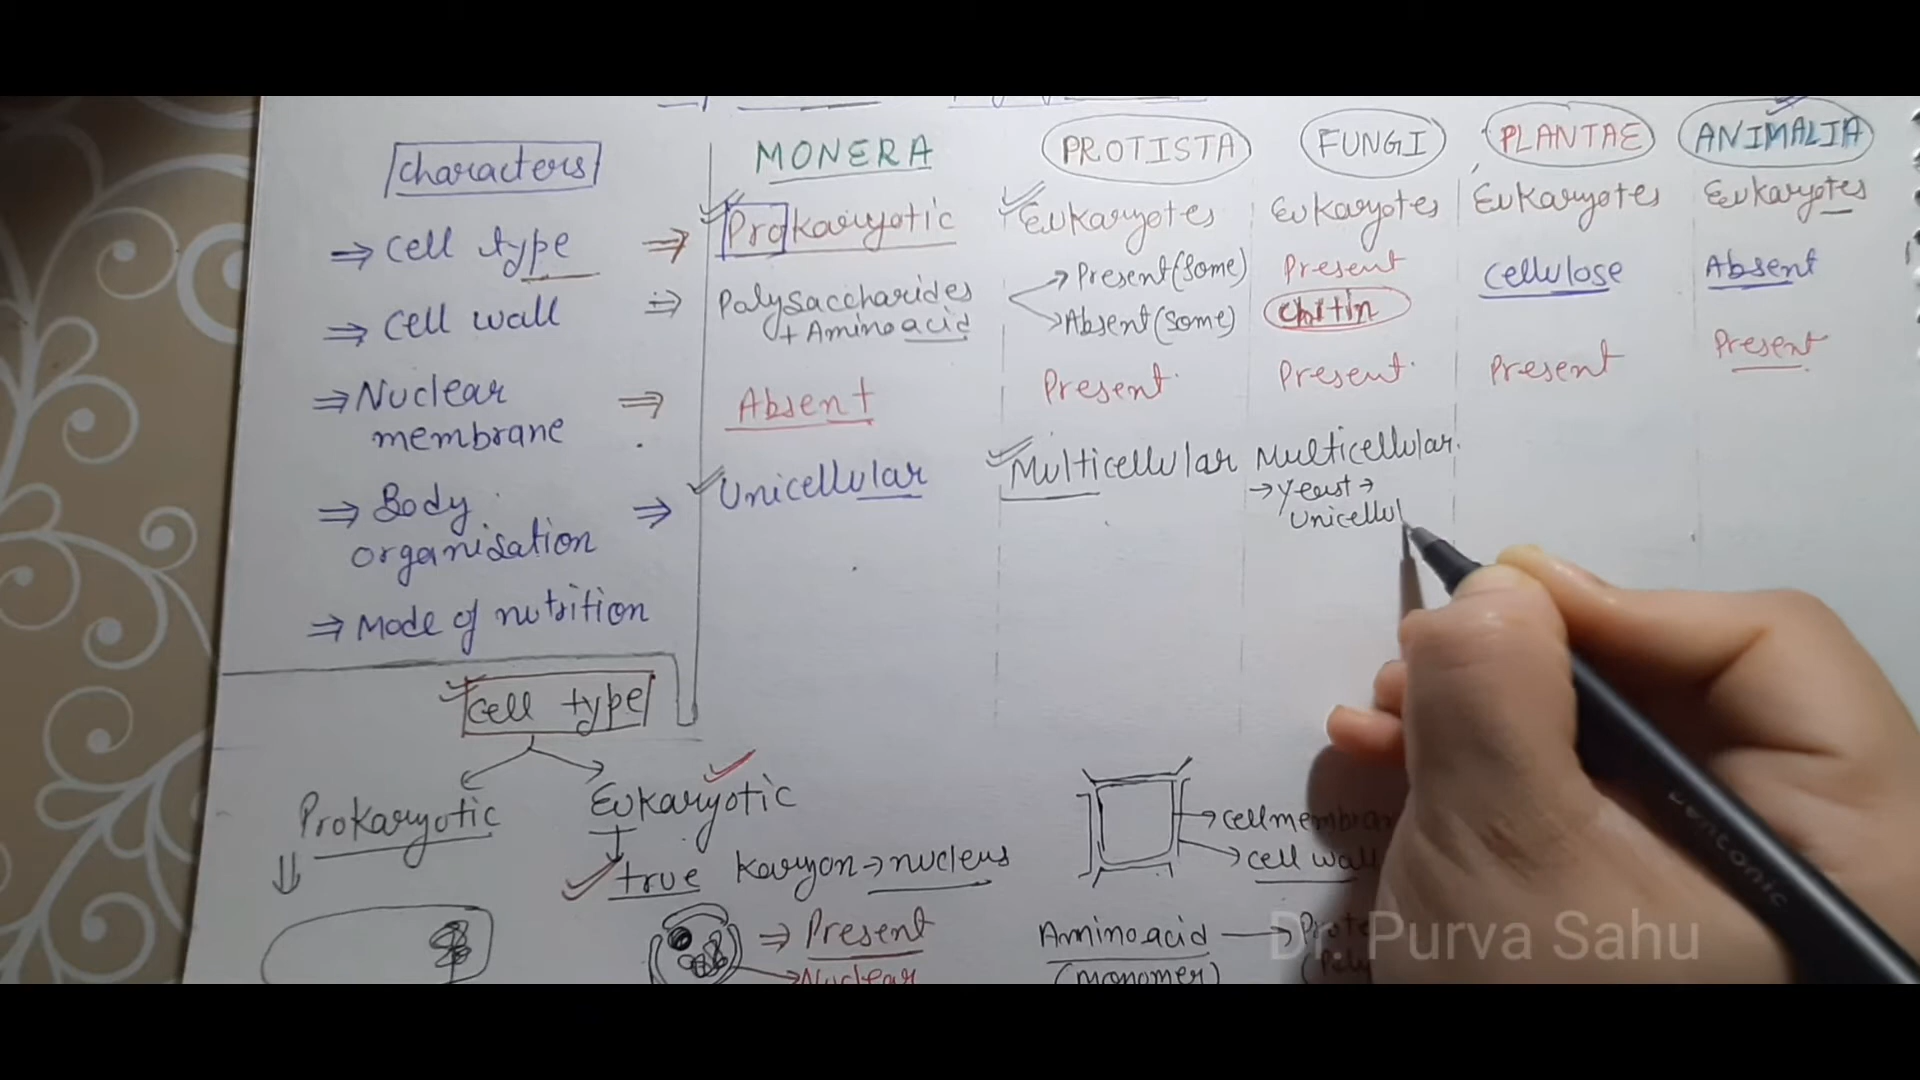 Characters
MONERA
PROTISTA
FUNGI
PLANTAE
ANIMALIA
⇒ Cell type ⇒
Prokaryotic
Eukaryotes
Eukaryotes
Eukaryotes
Eukaryotes
⇒ Cell wall ⇒
Polysaccharides
+ Amino acid
→ Present (some)
→ Absent (some)
Present
Chitin
Cellulose
Absent
⇒ Nuclear
membrane ⇒
Absent
Present
Present
Present
Present
⇒ Body
organisation ⇒
Unicellular
Multicellular
Multicellular
→ Yeast →
Unicellul
⇒ Mode of nutrition
Cell type
Prokaryotic
Eukaryotic
true karyon → nucleus
⇒ Present
→ Nuclear
→ cell membran
→ cell wall
Amino acid →
(monomer)
Dr. Purva Sahu